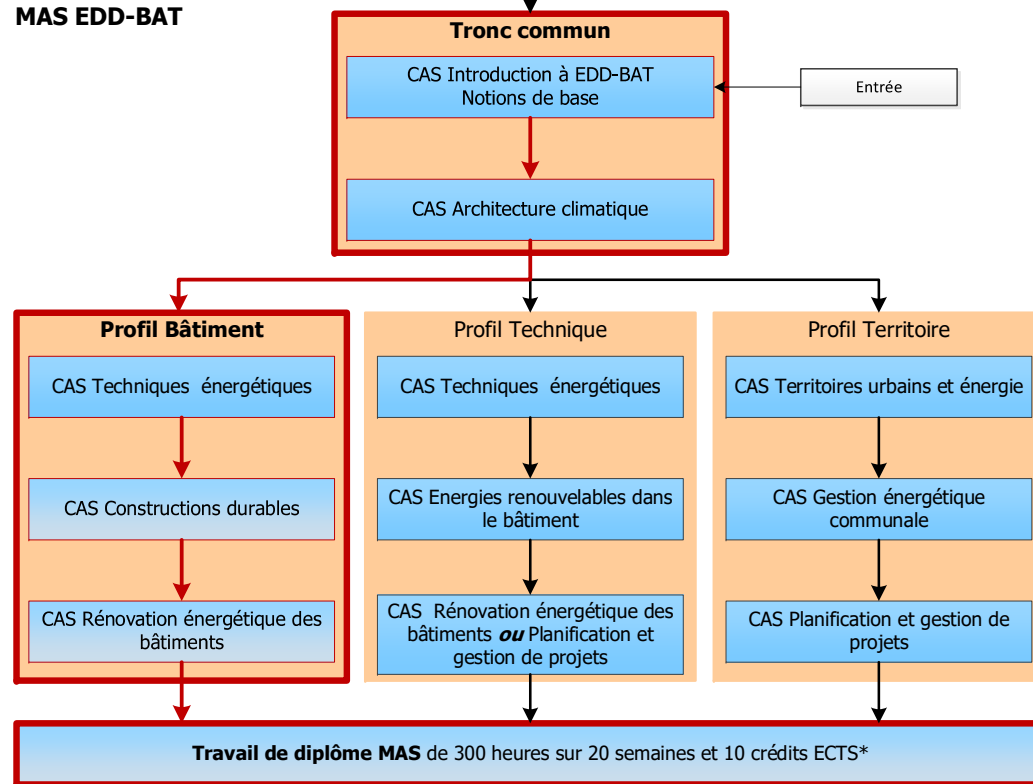 MAS EDD-BAT
Tronc commun
CAS Introduction à EDD-BAT
Notions de base
Entrée
CAS Architecture climatique
Profil Bâtiment
CAS Techniques énergétiques
CAS Constructions durables
CAS Rénovation énergétique des
bâtiments
Profil Technique
CAS Techniques énergétiques
CAS Energies renouvelables dans
le bâtiment
CAS Rénovation énergétique des
bâtiments ou Planification et
gestion de projets
Profil Territoire
CAS Territoires urbains et énergie
CAS Gestion énergétique
communale
CAS Planification et gestion de
projets
Travail de diplôme MAS de 300 heures sur 20 semaines et 10 crédits ECTS*